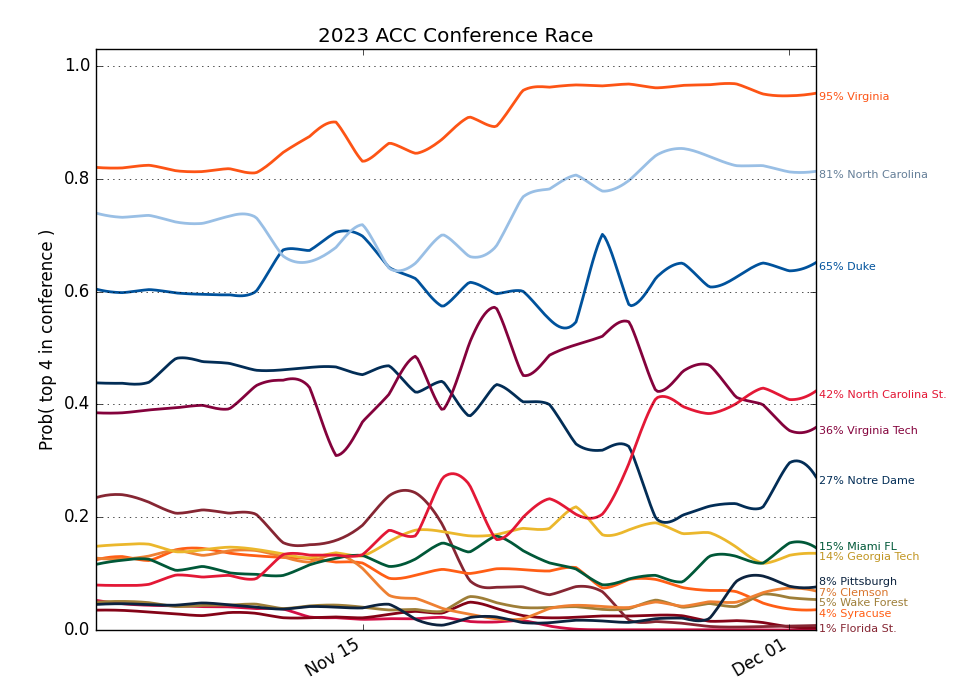 2023 ACC Conference Race
Prob( top 4 in conference )
1.0
0.8
0.6
0.4
0.2
0.0
Nov 15
Dec 01
95% Virginia
81% North Carolina
65% Duke
42% North Carolina St.
36% Virginia Tech
27% Notre Dame
15% Miami FL
14% Georgia Tech
8% Pittsburgh
7% Clemson
5% Wake Forest
4% Syracuse
1% Florida St.